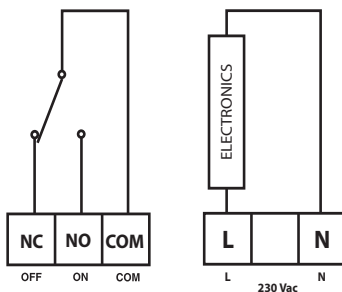 ELECTRONICS
NC NO COM
OFF ON COM
L N
L N
230 Vac